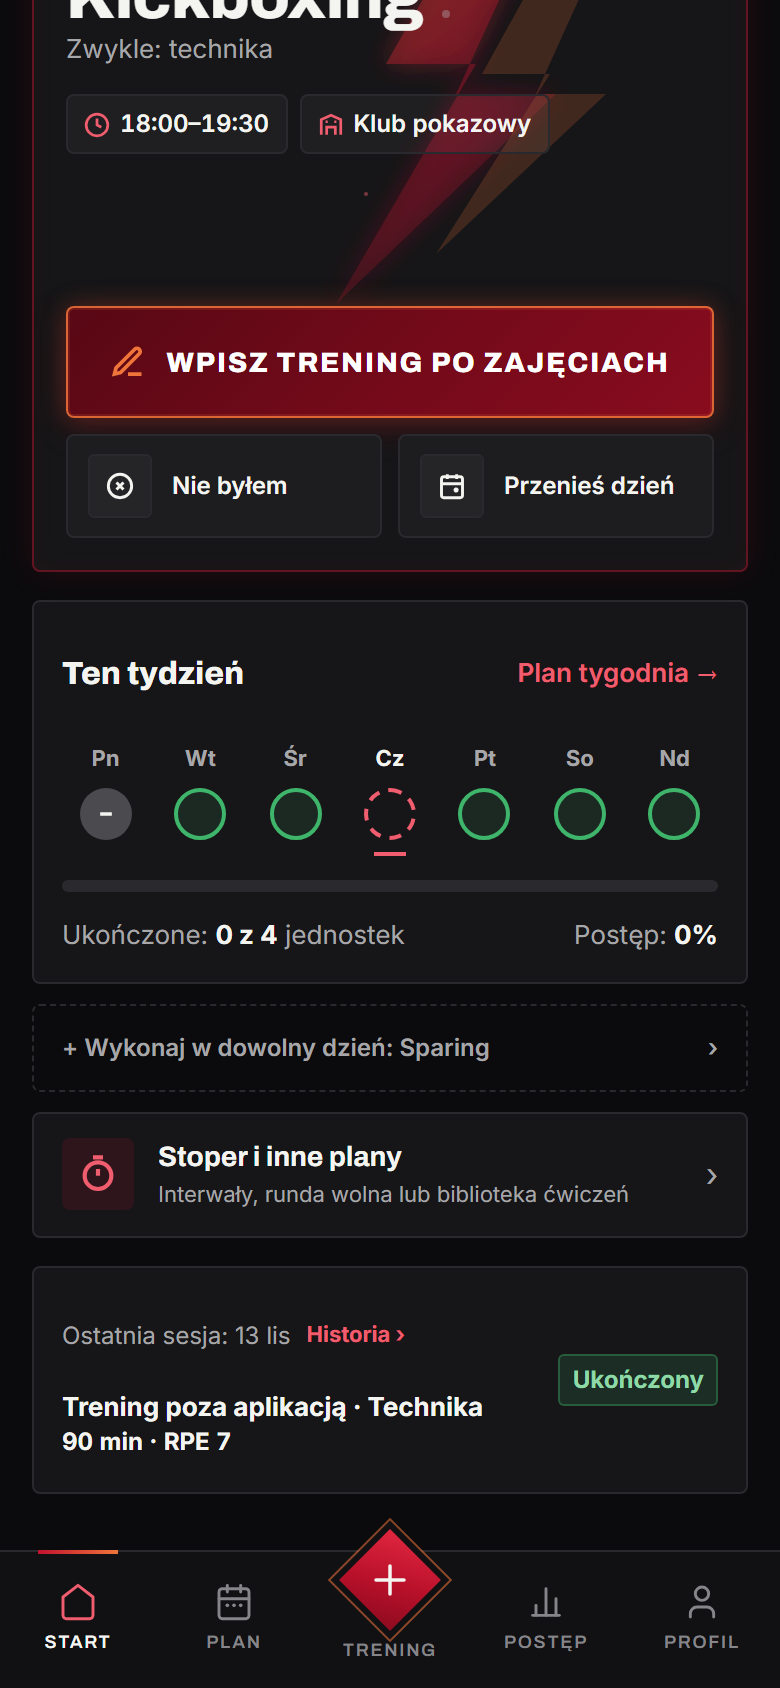 Kickboxing
Zwykle: technika
18:00–19:30
Klub pokazowy
WPISZ TRENING PO ZAJĘCIACH
Nie byłem
Przenieś dzień
Ten tydzień
Plan tygodnia →
Pn Wt Śr Cz Pt So Nd
–
Ukończone: 0 z 4 jednostek
Postęp: 0%
+ Wykonaj w dowolny dzień: Sparing ›
Stoper i inne plany
Interwały, runda wolna lub biblioteka ćwiczeń ›
Ostatnia sesja: 13 lis Historia ›
Ukończony
Trening poza aplikacją · Technika
90 min · RPE 7
START
PLAN
TRENING
POSTĘP
PROFIL